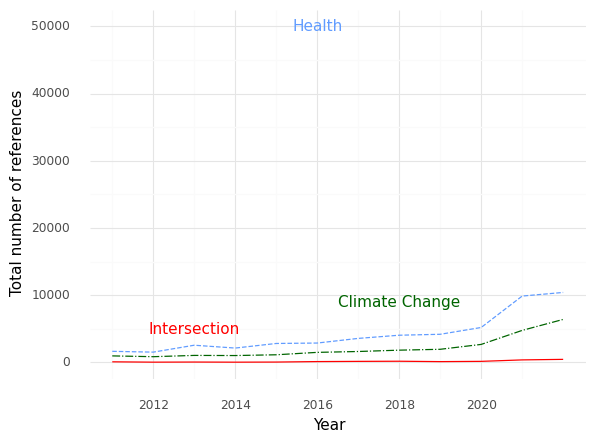 50000
40000
30000
20000
10000
0
Total number of references
Health
Climate Change
Intersection
2012 2014 2016 2018 2020
Year